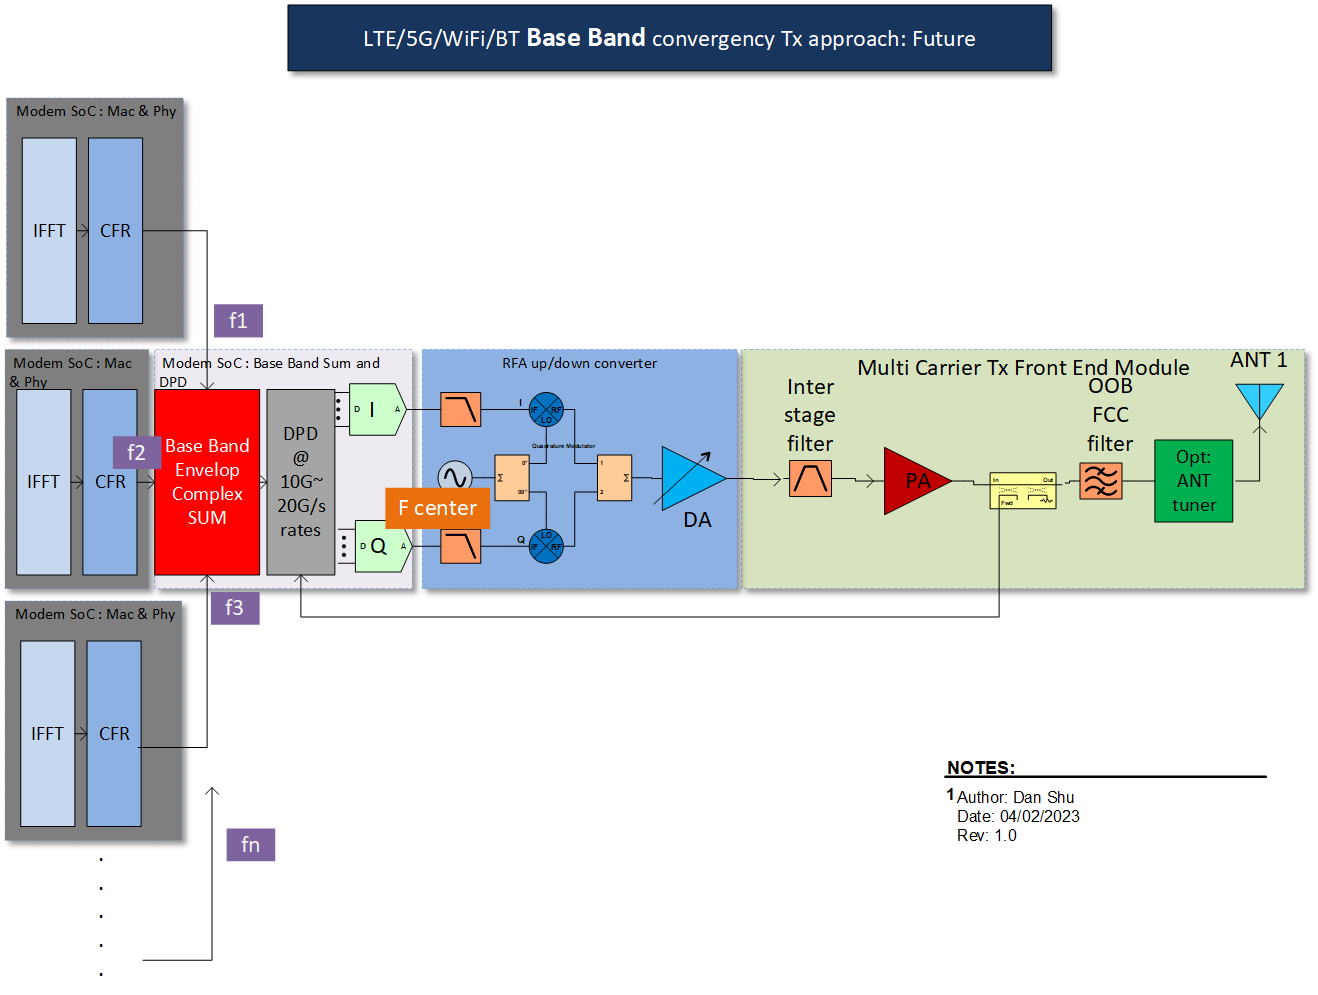 LTE/5G/WiFi/BT Base Band convergency Tx approach: Future
Modem SoC : Mac & Phy
IFFT
CFR
f1
Modem SoC : Mac
& Phy
IFFT
CFR
f2
Modem SoC : Base Band Sum and
DPD
Base Band
Envelop
Complex
SUM
DPD
@
10G~
20G/s
rates
D
I
A
D
Q
A
F center
RFA up/down converter
I
IF
RF
LO
Quadrature Modulator
Σ
0°
90°
1
2
Σ
Q
LO
IF
RF
DA
Multi Carrier Tx Front End Module
Inter
stage
filter
PA
In
Out
Fwd
OOB
FCC
filter
Opt:
ANT
tuner
ANT 1
f3
Modem SoC : Mac & Phy
IFFT
CFR
fn
NOTES:
1 Author: Dan Shu
Date: 04/02/2023
Rev: 1.0